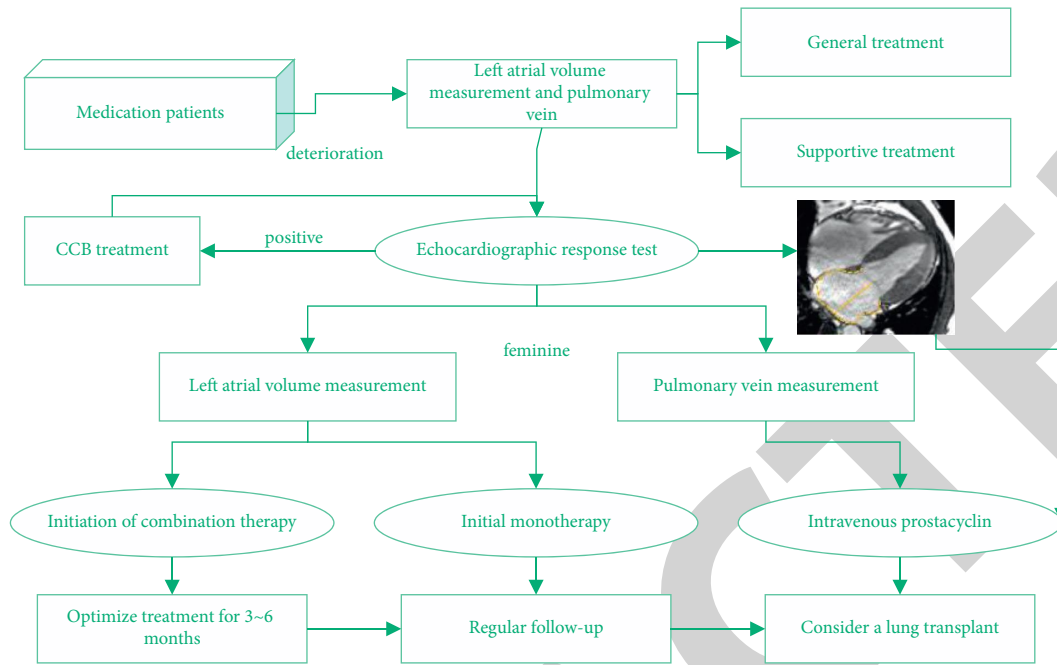 General treatment
Left atrial volume
measurement and pulmonary
vein
Medication patients
deterioration
Supportive treatment
CCB treatment
positive
Echocardiographic response test
feminine
Left atrial volume measurement
Pulmonary vein measurement
Initiation of combination therapy
Initial monotherapy
Intravenous prostacyclin
Optimize treatment for 3~6
months
Regular follow-up
Consider a lung transplant